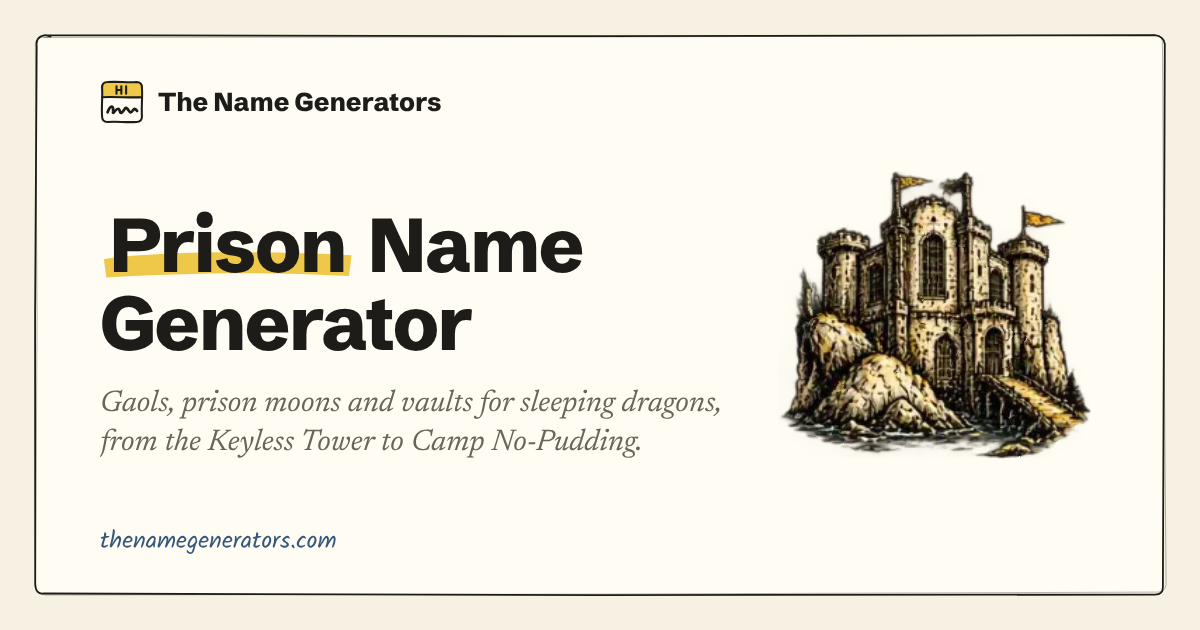 HI
The Name Generators
Prison Name
Generator
Gaols, prison moons and vaults for sleeping dragons,
from the Keyless Tower to Camp No-Pudding.
thenamegenerators.com